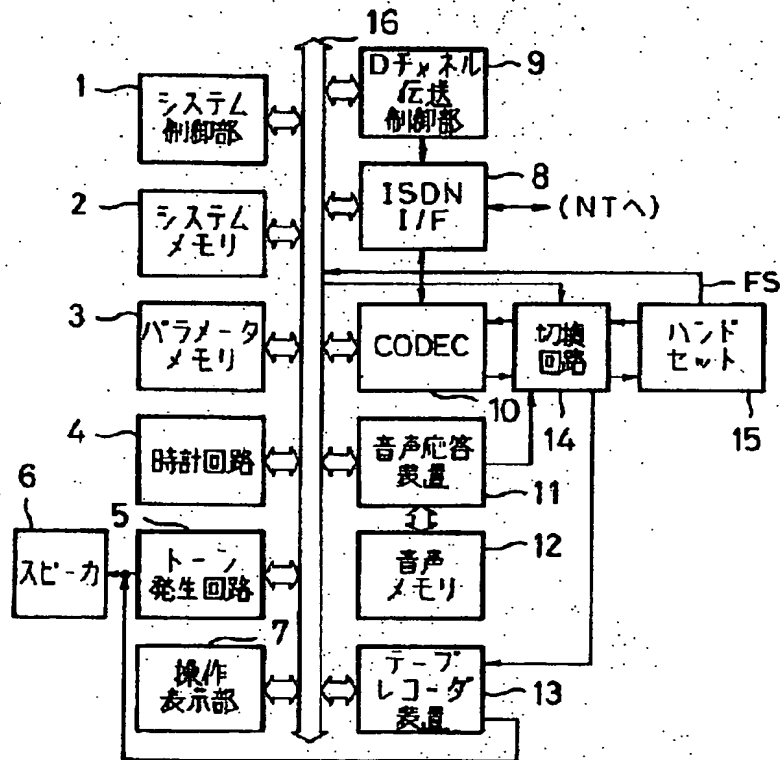 16
1
システム
制御部
Dチャネル
伝送
制御部
9
2
システム
メモリ
ISDN
I/F
8
(NTへ)
FS
3
パラメータ
メモリ
CODEC
10
切換
回路
14
ハンド
セット
15
4
時計回路
音声応答
装置
11
6
スピーカ
5
トーン
発生回路
音声
メモリ
12
7
操作
表示部
テープ
レコーダ
装置
13